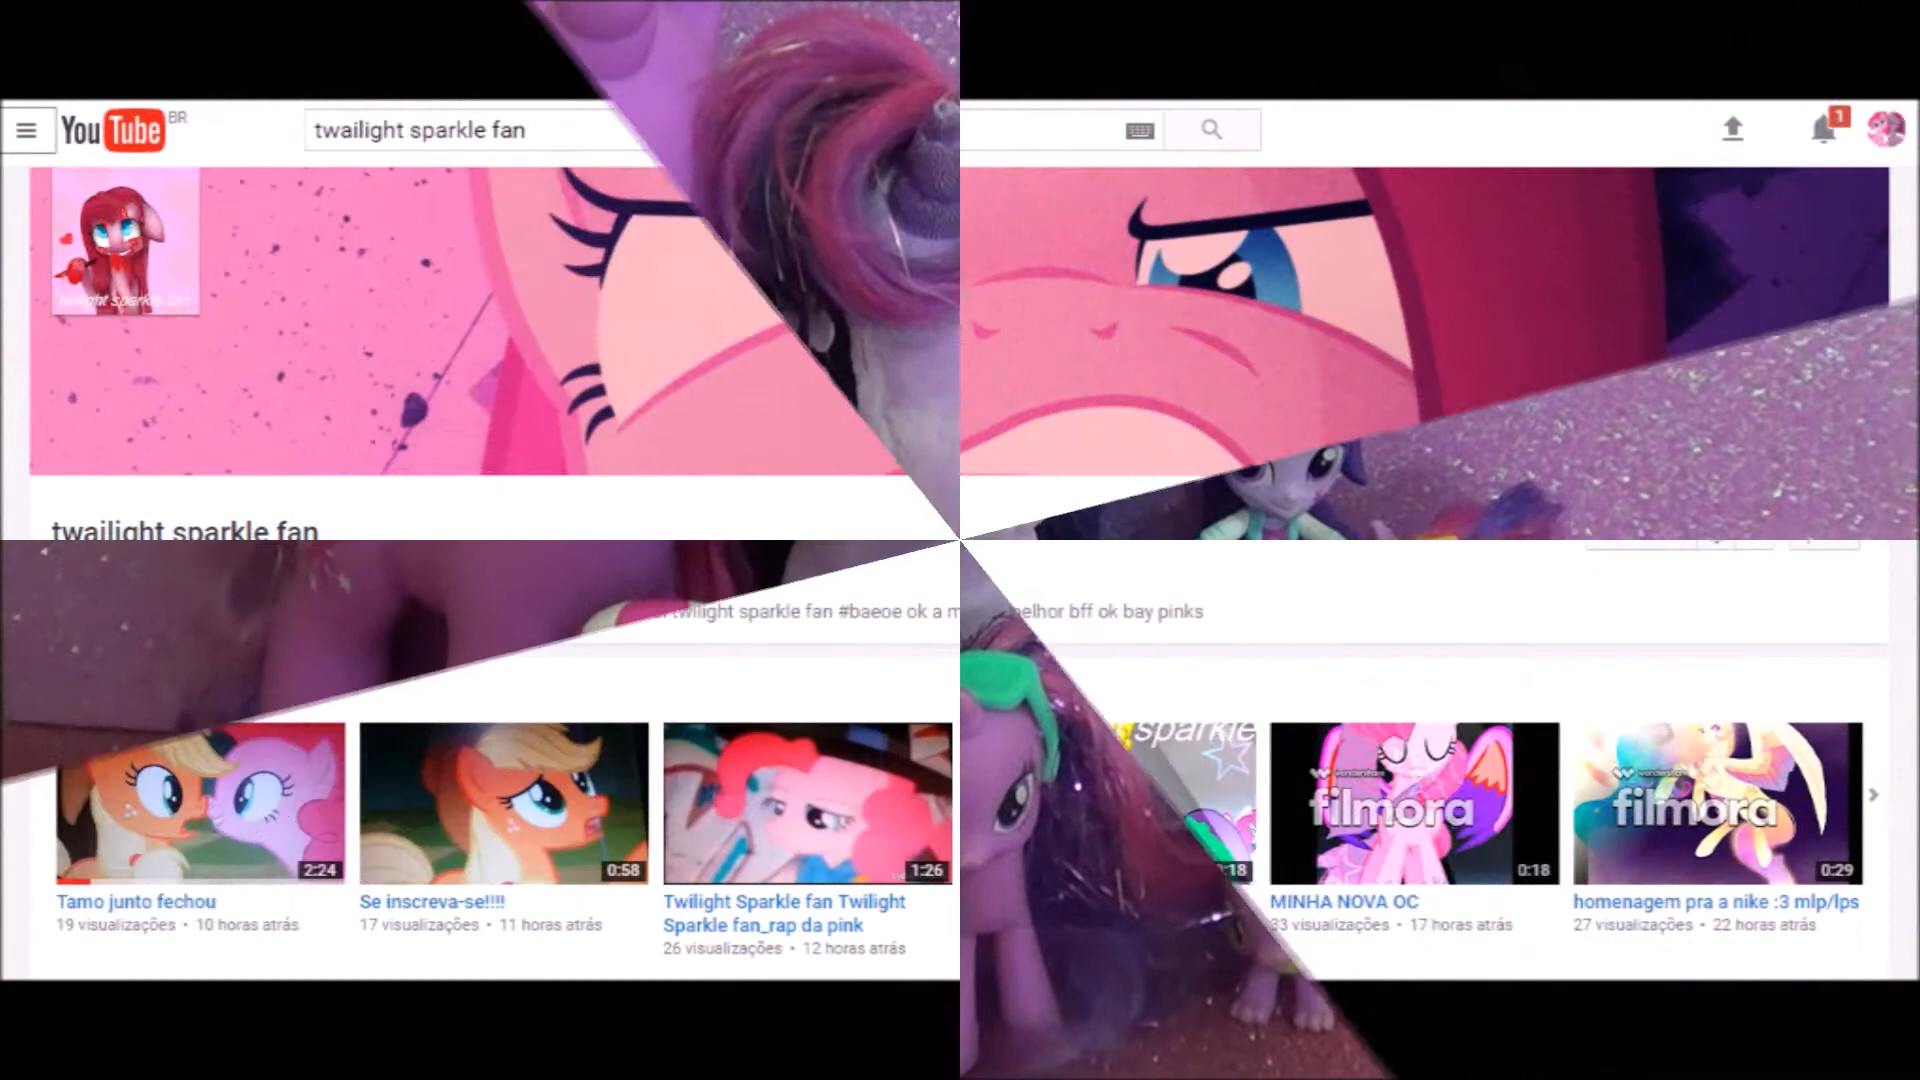 YouTube BR
twailight sparkle fan
1
twilight sparkle fan
twailight sparkle fan
twilight sparkle fan #baeoe ok a m elhor bff ok bay pinks
sparkle
2:24
0:58
1:26
:18
filmora
0:18
filmora
0:29
Tamo junto fechou
19 visualizações • 10 horas atrás
Se inscreva-se!!!!
17 visualizações • 11 horas atrás
Twilight Sparkle fan Twilight
Sparkle fan_rap da pink
26 visualizações • 12 horas atrás
MINHA NOVA OC
33 visualizações • 17 horas atrás
homenagem pra a nike :3 mlp/lps
27 visualizações • 22 horas atrás